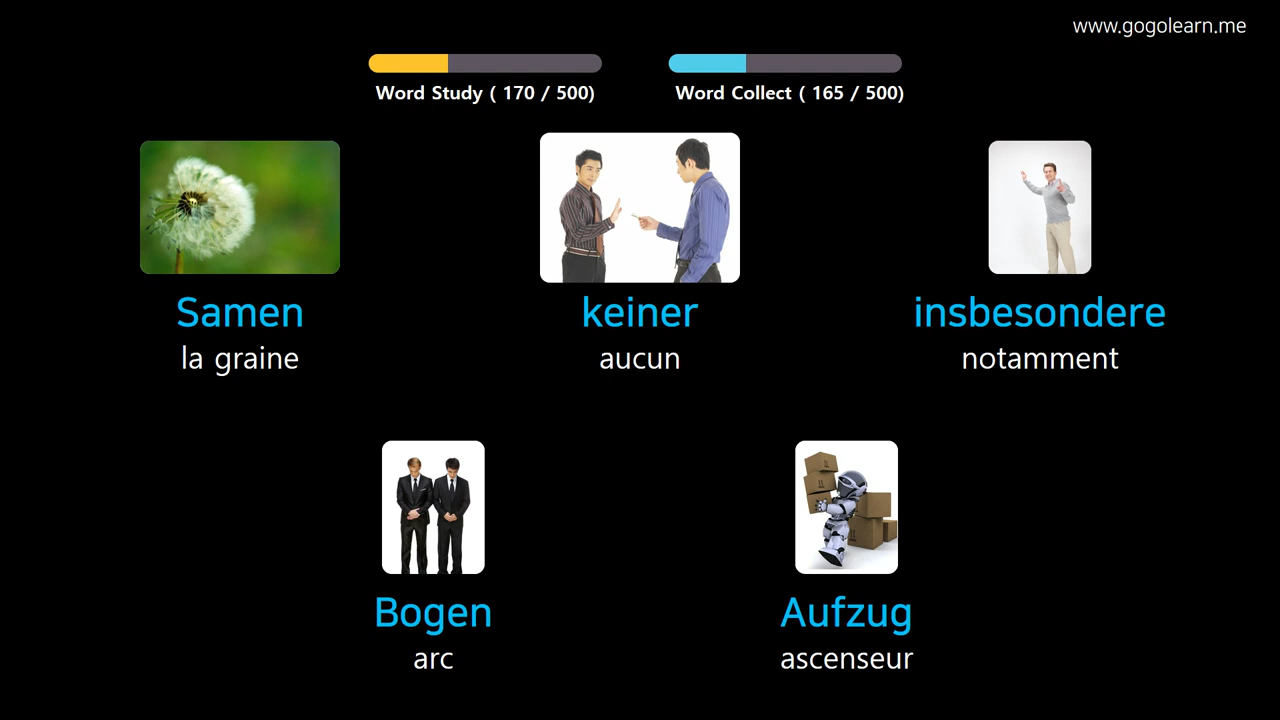 www.gogolearn.me
Word Study ( 170 / 500)
Word Collect ( 165 / 500)
Samen
la graine
keiner
aucun
insbesondere
notamment
Bogen
arc
Aufzug
ascenseur